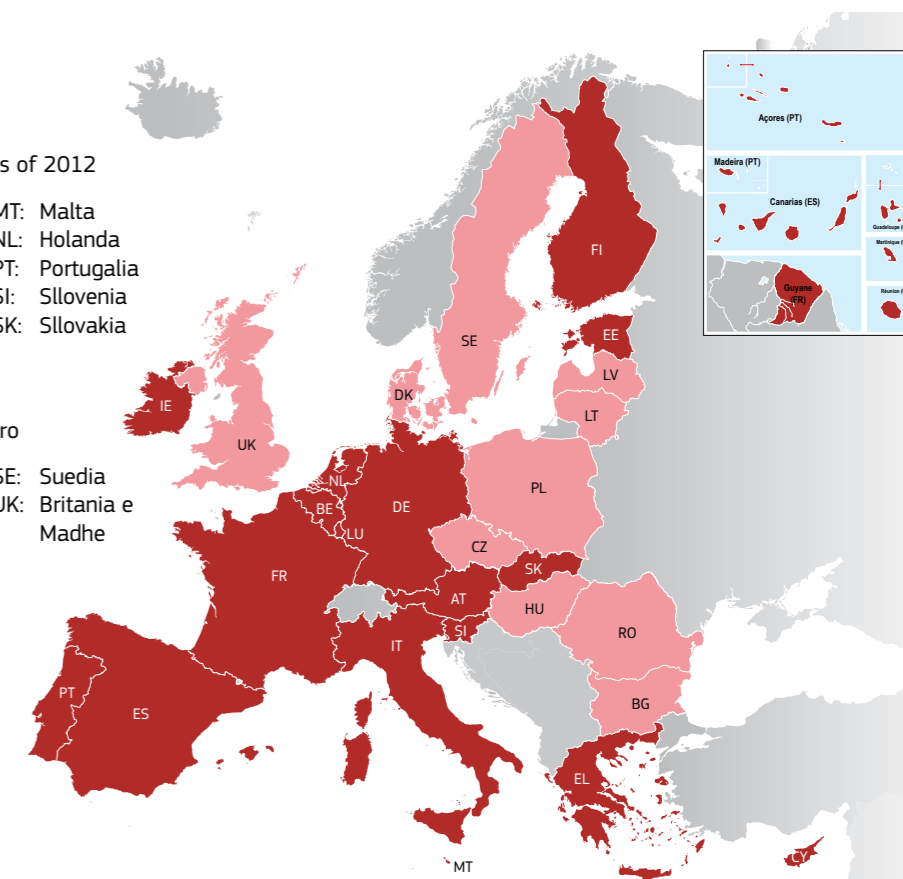 s of 2012
MT: Malta
NL: Holanda
PT: Portugalia
SI: Sllovenia
SK: Sllovakia
ro
SE: Suedia
UK: Britania e
Madhe
Açores (PT)
Madeira (PT)
Canarias (ES)
Guadeloupe (
Martinique (
Guyane
(FR)
Réunion (
FI
SE
EE
LV
LT
DK
IE
UK
NL
BE
LU
DE
PL
CZ
SK
FR
AT
HU
SI
RO
IT
BG
PT
ES
EL
MT
CY